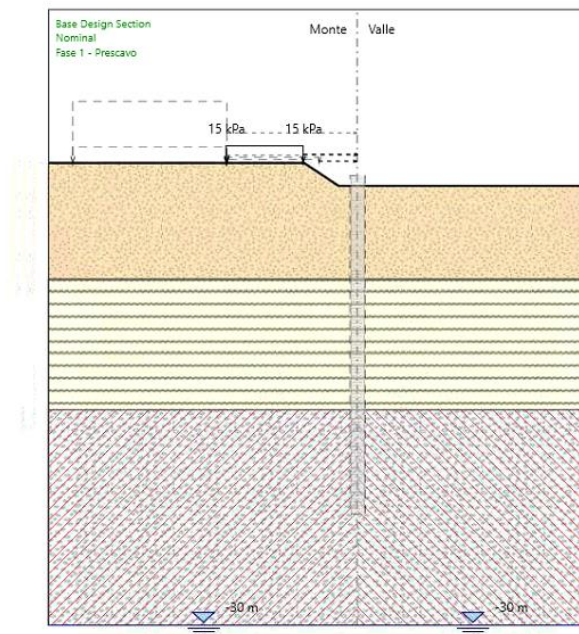 Base Design Section
Nominal
Fase 1 - Prescavo
Monte Valle
15 kPa 15 kPa
-30 m -30 m